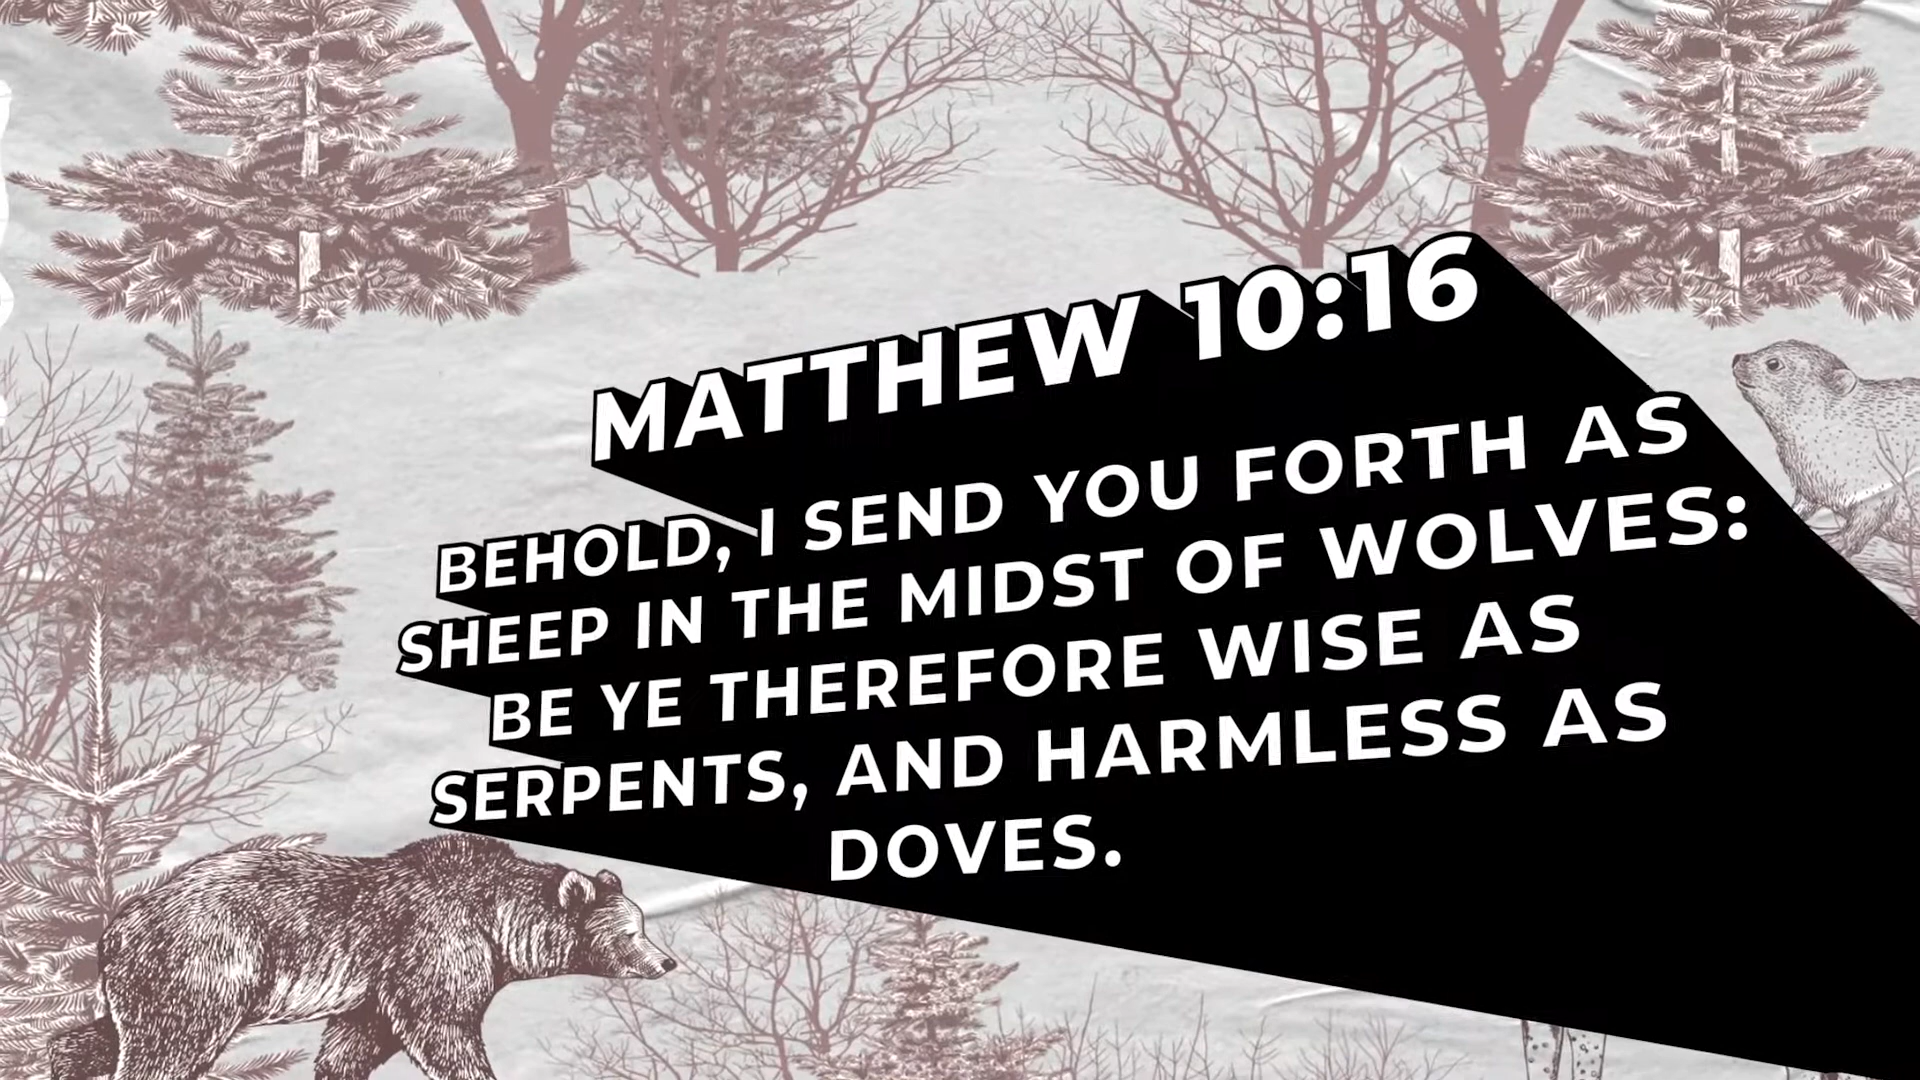 MATTHEW 10:16
BEHOLD, I SEND YOU FORTH AS
SHEEP IN THE MIDST OF WOLVES:
BE YE THEREFORE WISE AS
SERPENTS, AND HARMLESS AS
DOVES.